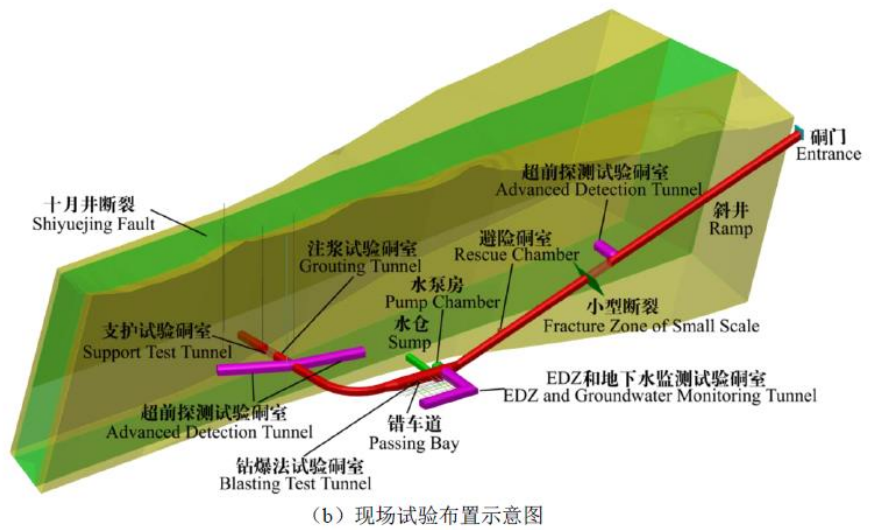 硐门
Entrance
超前探测试验硐室
Advanced Detection Tunnel
斜井
Ramp
十月井断裂
Shiyuejing Fault
避险硐室
Rescue Chamber
注浆试验硐室
Grouting Tunnel
水泵房
Pump Chamber
小型断裂
Fracture Zone of Small Scale
水仓
Sump
支护试验硐室
Support Test Tunnel
EDZ和地下水监测试验硐室
EDZ and Groundwater Monitoring Tunnel
超前探测试验硐室
Advanced Detection Tunnel
错车道
Passing Bay
钻爆法试验硐室
Blasting Test Tunnel
（b）现场试验布置示意图